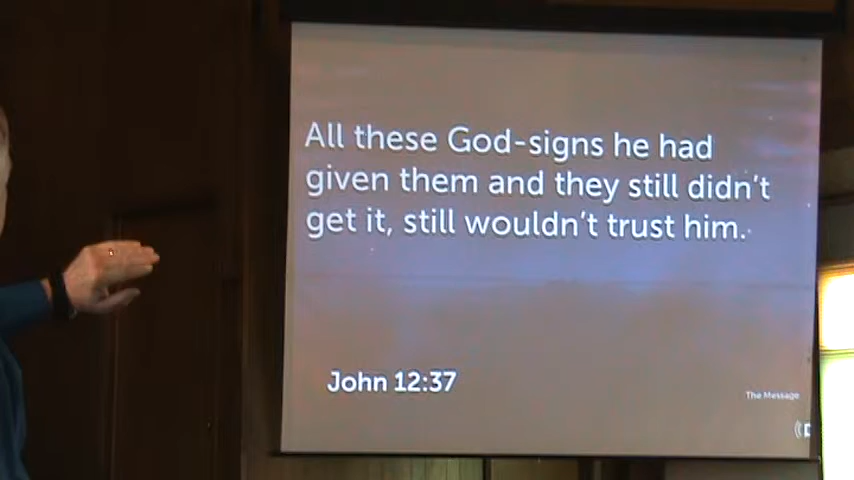 All these God-signs he had
given them and they still didn’t
get it, still wouldn’t trust him.
John 12:37
The Message